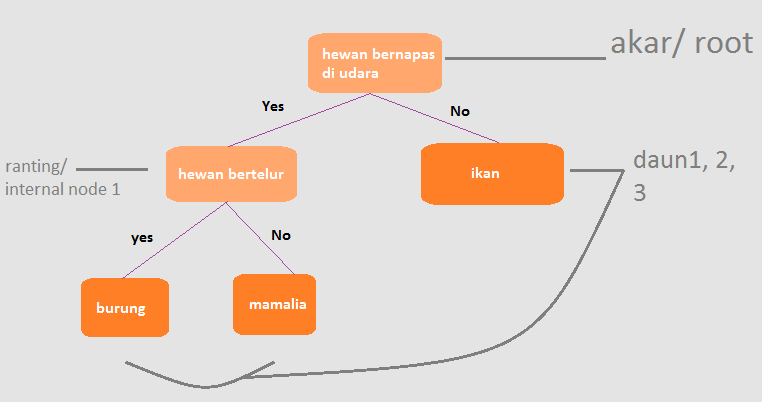 hewan bernapas
di udara
akar/ root
Yes
No
ranting/
internal node 1
hewan bertelur
ikan
daun1, 2,
3
yes
No
burung
mamalia